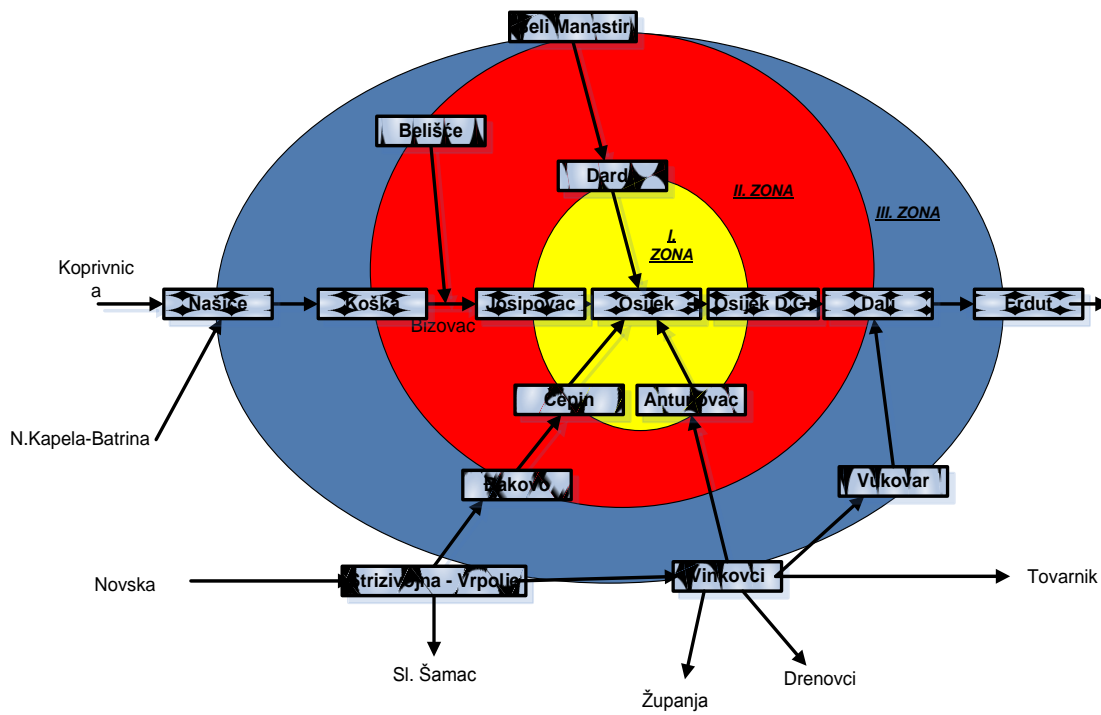 Beli Manastir
Belišće
Dard
II. ZONA
III. ZONA
I.
ZONA
Koprivnic
a
Našice
Koška
Josipovac
Osijek
Osijek D.G
Dalj
Erdut
Bizovac
Čepin
Antunovac
N.Kapela-Batrina
Đakovo
Vukovar
Novska
Strizivojna - Vrpolje
Vinkovci
Tovarnik
Sl. Šamac
Drenovci
Županja